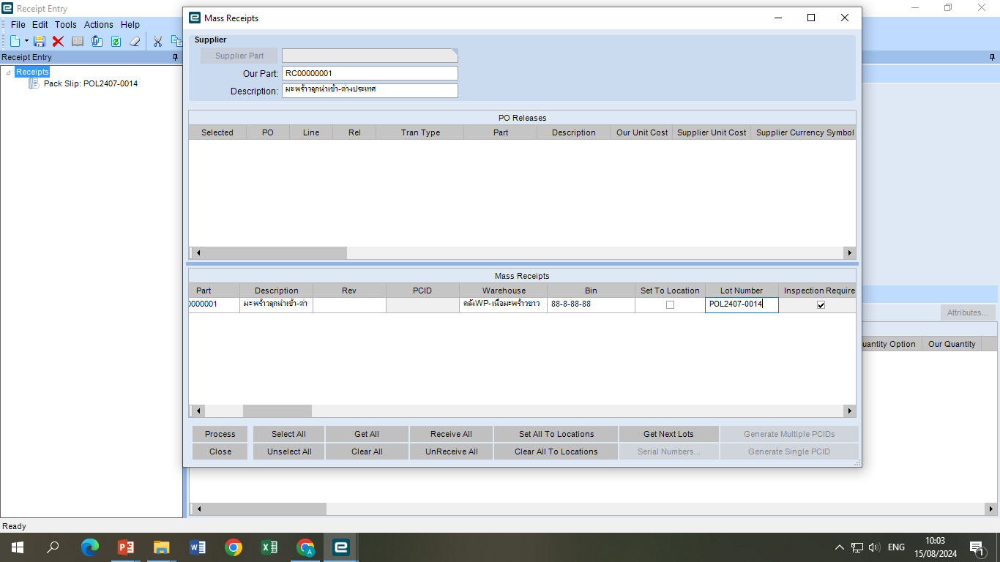 Receipt Entry
File Edit Tools Actions Help
Receipt Entry
Receipts
Pack Slip: POL2407-0014
Mass Receipts
Supplier
Supplier Part
Our Part: RC00000001
Description: มะพร้าวลูกนำเข้า-ต่างประเทศ
PO Releases
Selected PO Line Rel Tran Type Part Description Our Unit Cost Supplier Unit Cost Supplier Currency Symbol
Mass Receipts
Part Description Rev PCID Warehouse Bin Set To Location Lot Number Inspection Require
0000001 มะพร้าวลูกนำเข้า-ต่า คลังWP-เนื้อมะพร้าวขาว 88-8-88-88 POL2407-0014
Process Select All Get All Receive All Set All To Locations Get Next Lots Generate Multiple PCIDs
Close Unselect All Clear All UnReceive All Clear All To Locations Serial Numbers... Generate Single PCID
Attributes...
uantity Option Our Quantity
Ready
ENG
10:03
15/08/2024
1